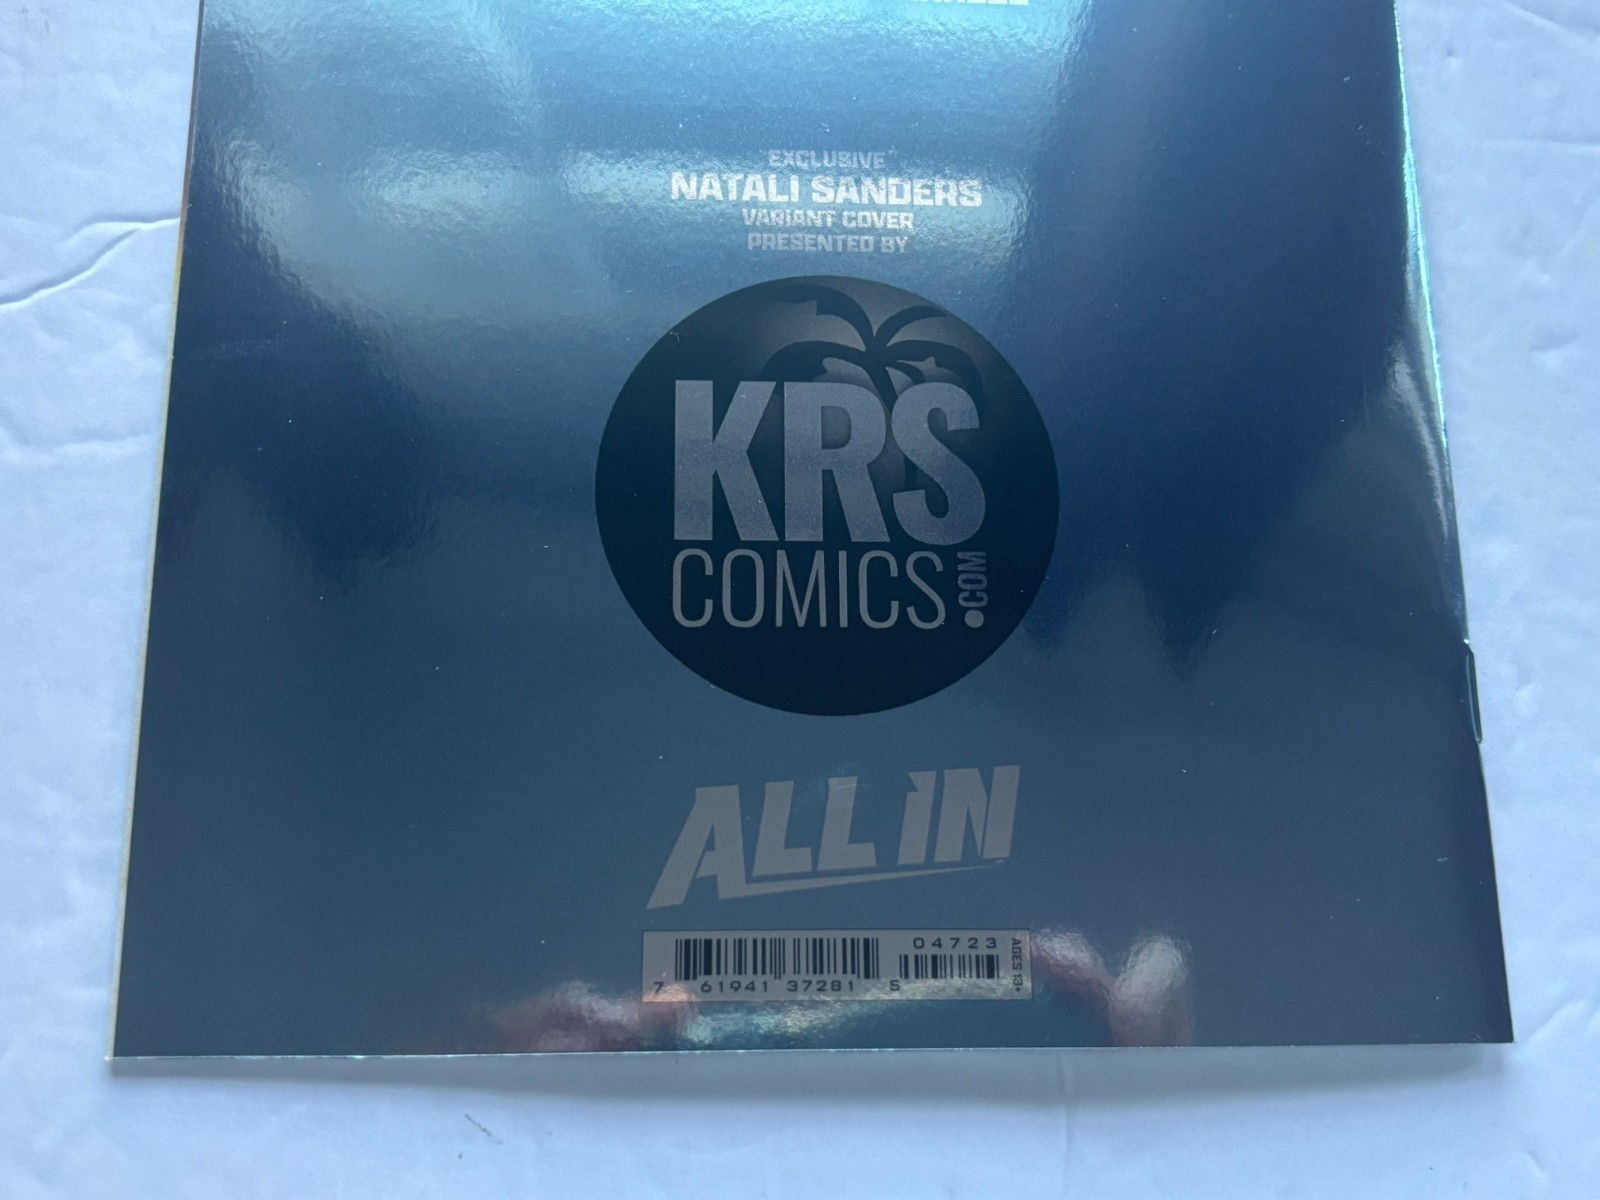 EXCLUSIVE
NATALI SANDERS
VARIANT COVER
PRESENTED BY
KRS
COMICS
.COM
ALL IN
04723
AGES 13+
7 61941 37281 5